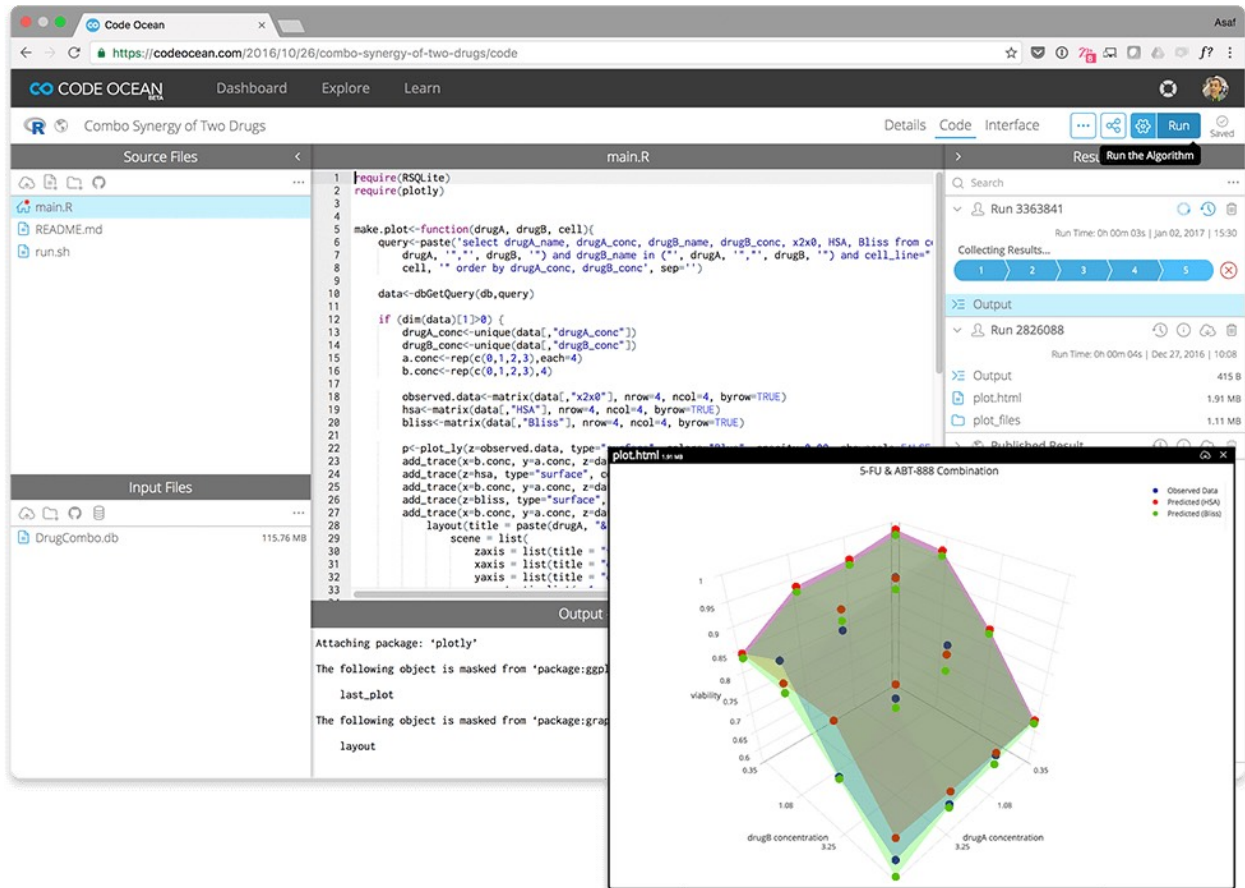 Code Ocean
Asaf
https://codeocean.com/2016/10/26/combo-synergy-of-two-drugs/code
f?
CODE OCEAN
BETA
Dashboard
Explore
Learn
Combo Synergy of Two Drugs
Details
Code
Interface
Run
Saved
Run the Algorithm
Source Files
main.R
README.md
run.sh
Input Files
DrugCombo.db
115.76 MB
main.R
1 require(RSQLite)
2 require(plotly)
3
4
5 make.plot<-function(drugA, drugB, cell){
6 query<-paste('select drugA_name, drugA_conc, drugB_name, drugB_conc, x2x0, HSA, Bliss from
7 drugA, '","', drugB, '") and drugB_name in ("', drugA, '","', drugB, '") and cell_line="
8 cell, '" order by drugA_conc, drugB_conc', sep='')
9
10 data<-dbGetQuery(db,query)
11
12 if (dim(data)[1]>0) {
13 drugA_conc<-unique(data[,"drugA_conc"])
14 drugB_conc<-unique(data[,"drugB_conc"])
15 a.conc<-rep(c(0,1,2,3),each=4)
16 b.conc<-rep(c(0,1,2,3),4)
17
18 observed.data<-matrix(data[,"x2x0"], nrow=4, ncol=4, byrow=TRUE)
19 hsa<-matrix(data[,"HSA"], nrow=4, ncol=4, byrow=TRUE)
20 bliss<-matrix(data[,"Bliss"], nrow=4, ncol=4, byrow=TRUE)
21
22 p<-plot_ly(z=observed.data,
23 add_trace(x=b.conc, y=a.conc,
24 add_trace(z=hsa, type="surface",
25 add_trace(x=b.conc, y=a.conc,
26 add_trace(z=bliss, type="surface",
27 add_trace(x=b.conc, y=a.conc,
28 layout(title = paste(drugA, "&
29 scene = list(
30 zaxis = list(title = "
31 xaxis = list(title = "
32 yaxis = list(title = "
33
Output
Attaching package: 'plotly'
The following object is masked from 'package:ggpl
last_plot
The following object is masked from 'package:grap
layout
Search
Run 3363841
Run Time: 0h 00m 03s | Jan 02, 2017 | 15:30
Collecting Results...
1 2 3 4 5
Output
Run 2826088
Run Time: 0h 00m 04s | Dec 27, 2016 | 10:08
Output
415 B
plot.html
1.91 MB
plot_files
1.11 MB
Published Result
plot.html 1.91 MB
5-FU & ABT-888 Combination
Observed Data
Predicted (HSA)
Predicted (Bliss)
1
0.95
0.9
0.85
0.8
viability
0.75
0.7
0.65
0.6
0.35
1.08
drugB concentration
3.25
0.35
1.08
drugA concentration
3.25